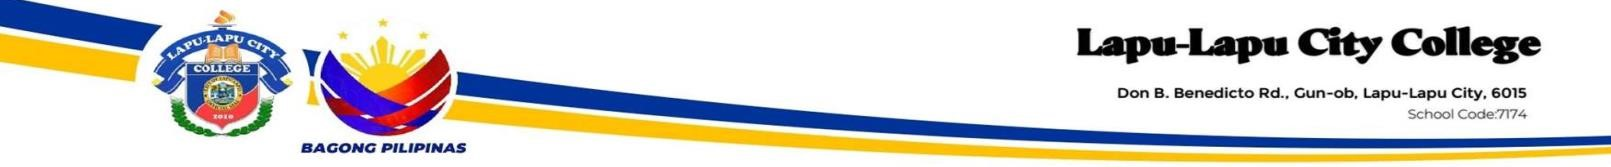 LAPU-LAPU CITY
COLLEGE
2010
BAGONG PILIPINAS
Lapu-Lapu City College
Don B. Benedicto Rd., Gun-ob, Lapu-Lapu City, 6015
School Code:7174